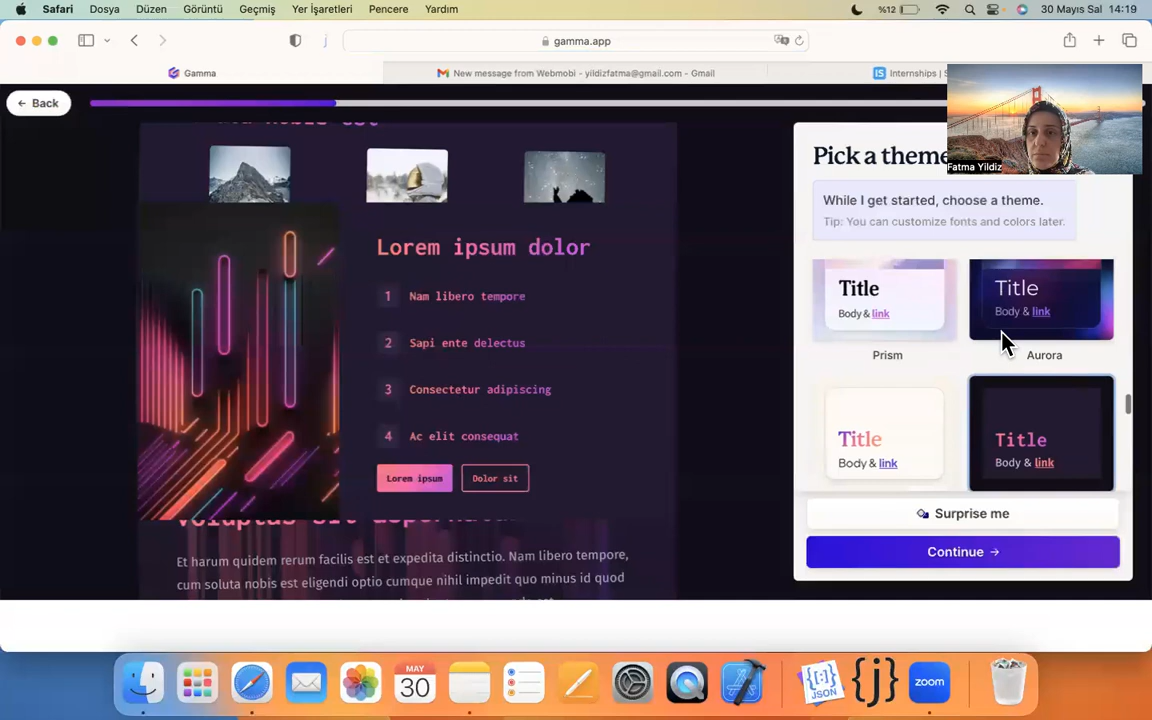 Safari Dosya Düzen Görüntü Geçmiş Yer İşaretleri Pencere Yardım %12 30 Mayıs Sal 14:19
gamma.app
Gamma
New message from Webmobi - yildizfatma@gmail.com - Gmail
Internships |
Back
Lorem ipsum dolor
1 Nam libero tempore
2 Sapi ente delectus
3 Consectetur adipiscing
4 Ac elit consequat
Lorem ipsum Dolor sit
Et harum quidem rerum facilis est et expedita distinctio. Nam libero tempore,
cum soluta nobis est eligendi optio cumque nihil impedit quo minus id quod
Fatma Yildiz
Pick a theme
While I get started, choose a theme.
Tip: You can customize fonts and colors later.
Title
Body & link
Prism
Title
Body & link
Aurora
Title
Body & link
Title
Body & link
Surprise me
Continue →
MAY
30
JSON
{j}
zoom